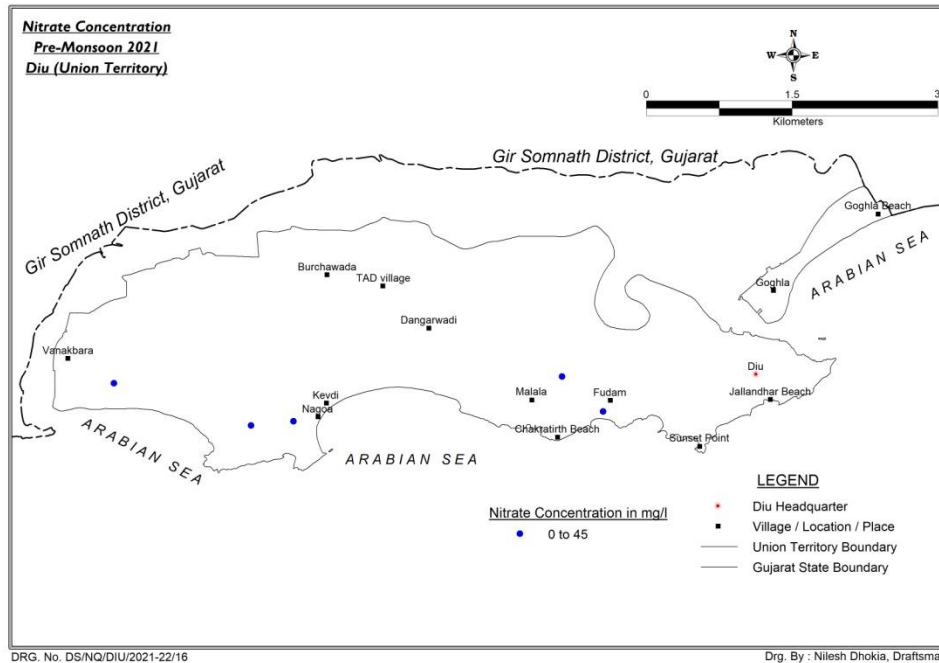 Nitrate Concentration
Pre-Monsoon 2021
Diu (Union Territory)
N
W E
S
0 1.5 3
Kilometers
Gir Somnath District, Gujarat
Gir Somnath District, Gujarat
Goghla Beach
ARABIAN SEA
Burchawada
TAD village
Goghla
Dangarwadi
Vanakbara
Diu
Kevdi
Malala
Fudam
Jallandhar Beach
Nagoa
Chakratirth Beach
Sunset Point
ARABIAN SEA
ARABIAN SEA
LEGEND
Diu Headquarter
Village / Location / Place
Union Territory Boundary
Gujarat State Boundary
Nitrate Concentration in mg/l
0 to 45
DRG. No. DS/NQ/DIU/2021-22/16
Drg. By : Nilesh Dhokia, Draftsma